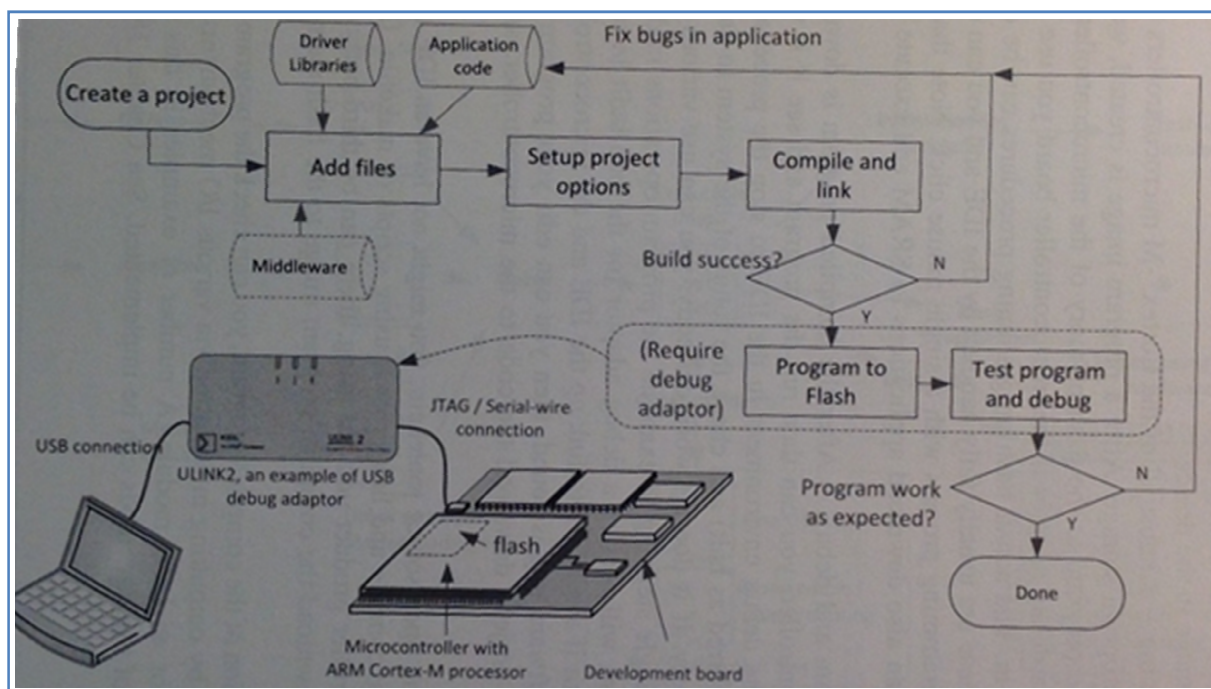 Driver
Libraries
Application
code
Fix bugs in application
Create a project
Add files
Setup project
options
Compile and
link
Middleware
Build success?
N
Y
(Require
debug
adaptor)
Program to
Flash
Test program
and debug
JTAG / Serial-wire
connection
USB connection
ULINK2, an example of USB
debug adaptor
Program work
as expected?
N
Y
flash
Done
Microcontroller with
ARM Cortex-M processor
Development board